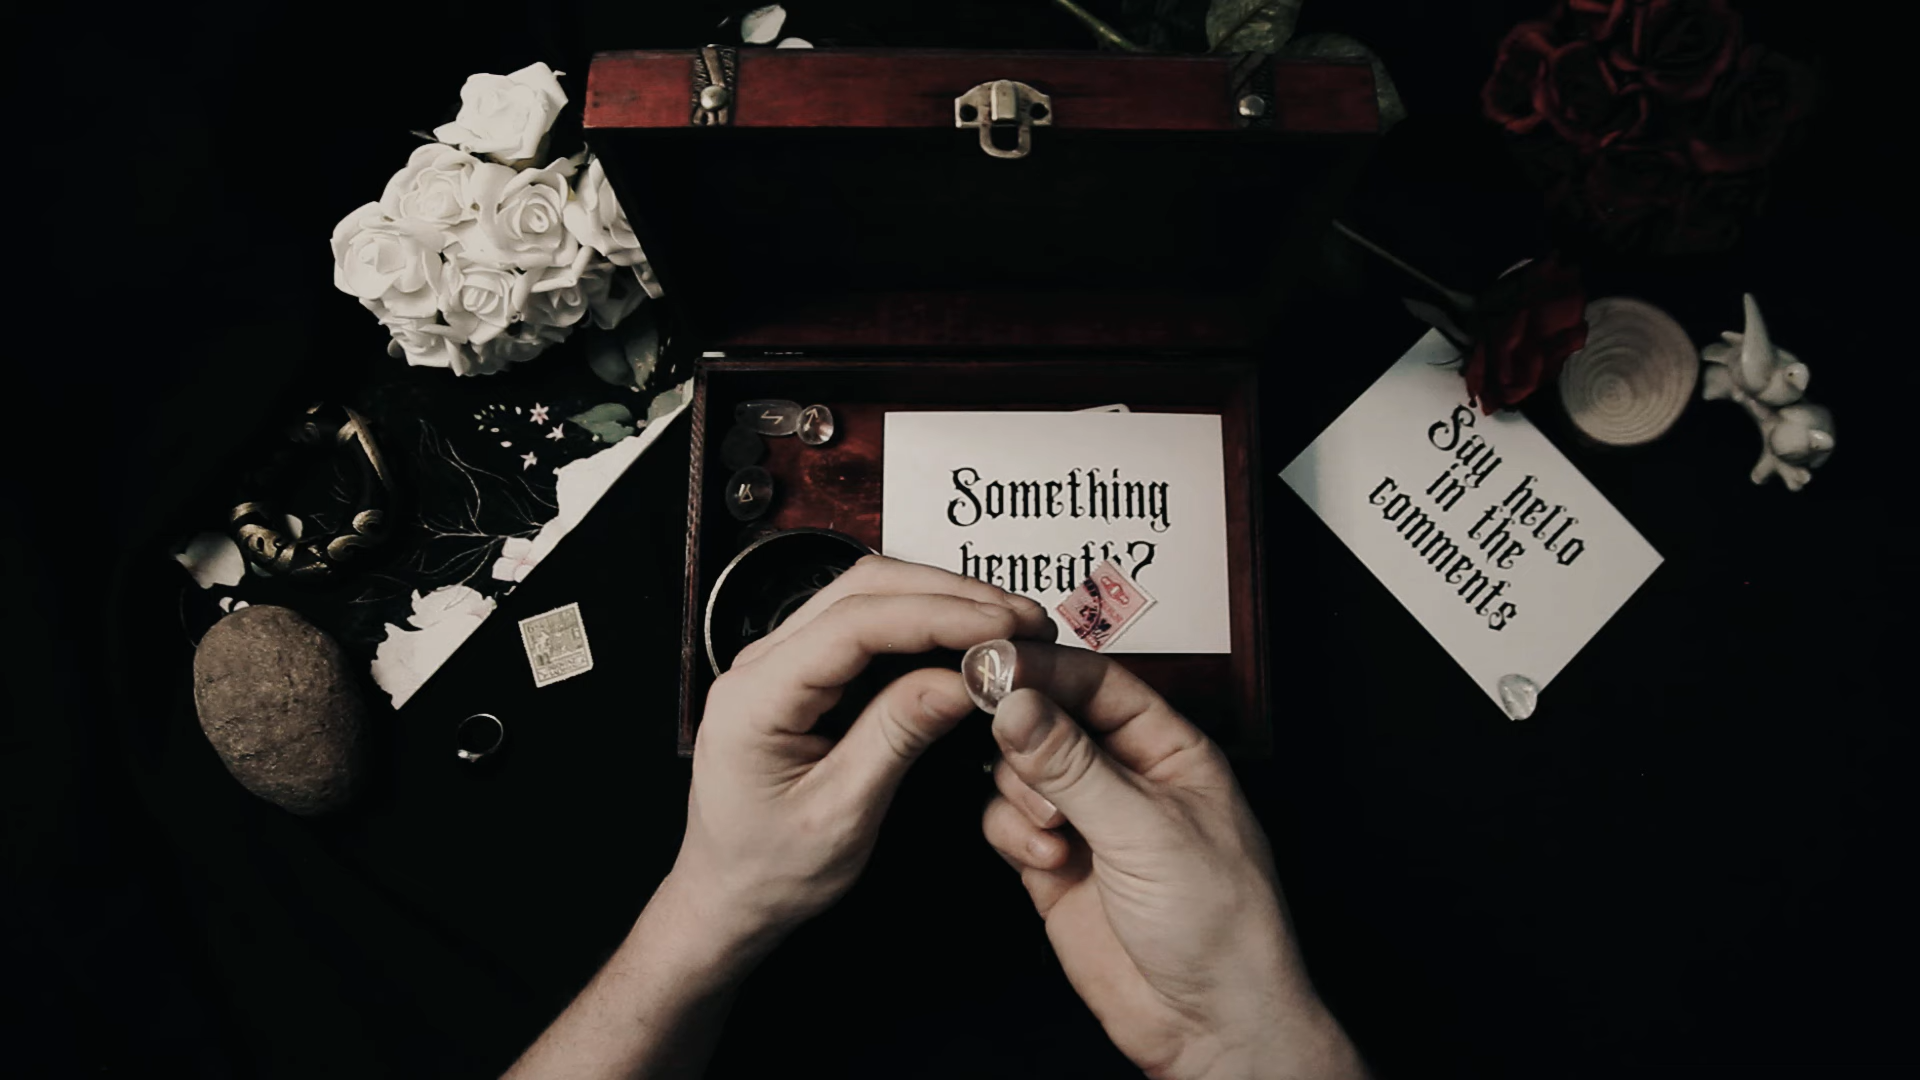 Something
beneath?
Say hello
in the
comments